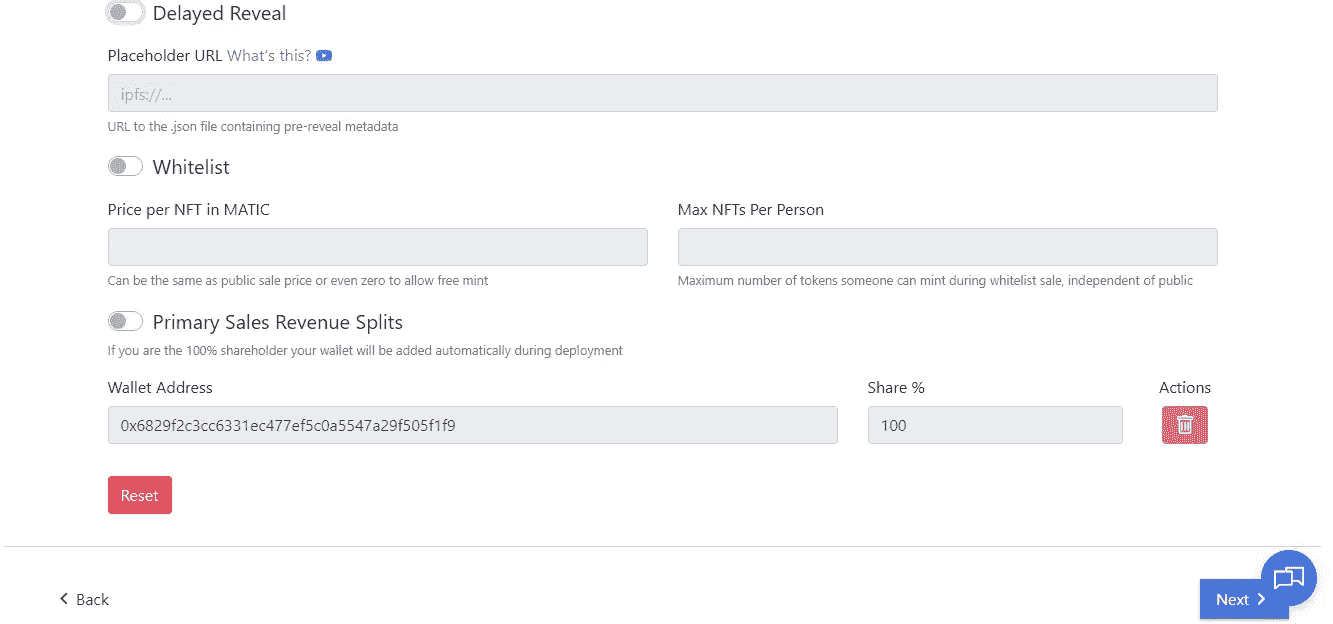 Delayed Reveal
Placeholder URL What's this?
ipfs://...
URL to the .json file containing pre-reveal metadata
Whitelist
Price per NFT in MATIC Max NFTs Per Person
Can be the same as public sale price or even zero to allow free mint Maximum number of tokens someone can mint during whitelist sale, independent of public
Primary Sales Revenue Splits
If you are the 100% shareholder your wallet will be added automatically during deployment
Wallet Address Share % Actions
0x6829f2c3cc6331ec477ef5c0a5547a29f505f1f9 100
Reset
Back Next